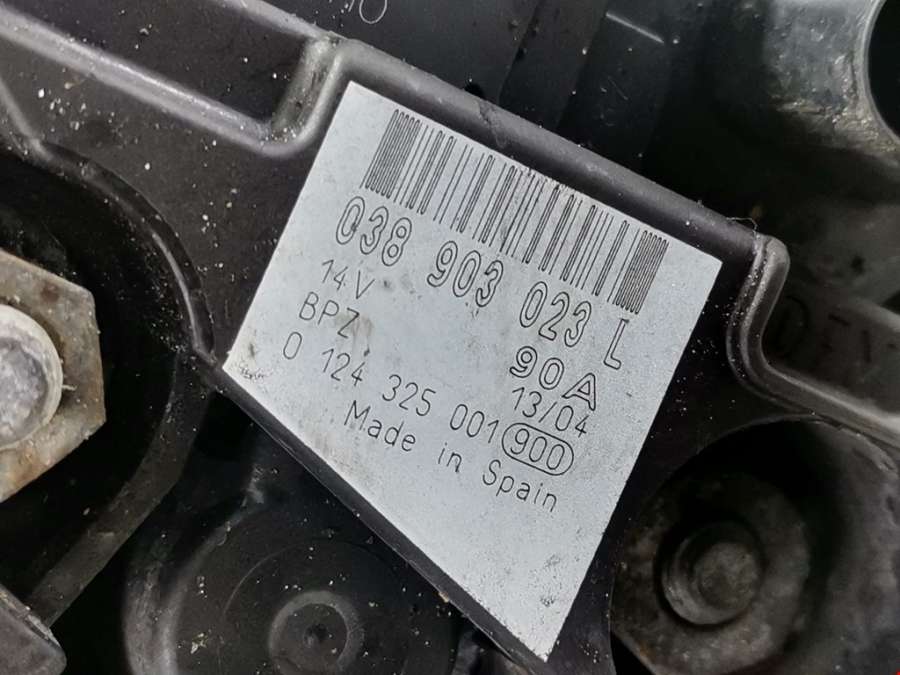 038 903 023 L
14V 90A
BPZ 13/04
0 124 325 001 900
Made in Spain